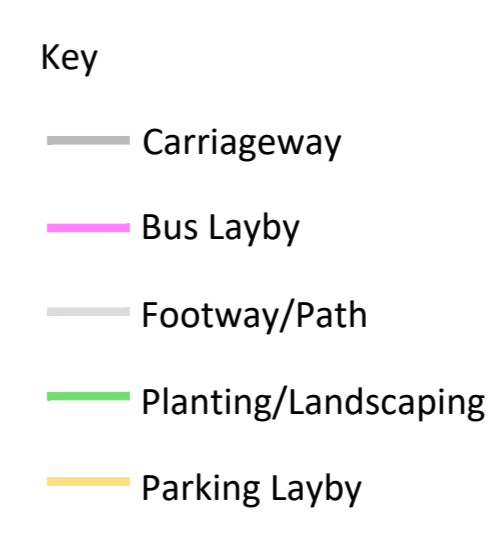 Key
Carriageway
Bus Layby
Footway/Path
Planting/Landscaping
Parking Layby